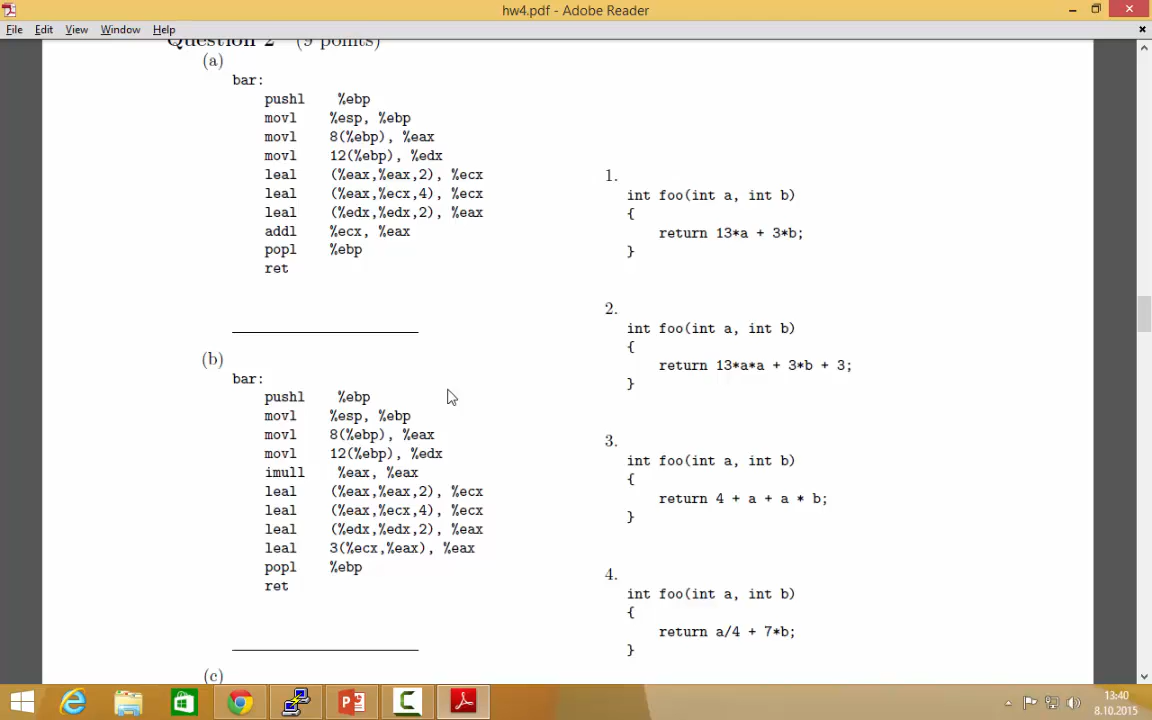 hw4.pdf - Adobe Reader
File Edit View Window Help
Question 2 (9 points)
(a)
bar:
pushl %ebp
movl %esp, %ebp
movl 8(%ebp), %eax
movl 12(%ebp), %edx
leal (%eax,%eax,2), %ecx
leal (%eax,%ecx,4), %ecx
leal (%edx,%edx,2), %eax
addl %ecx, %eax
popl %ebp
ret
(b)
bar:
pushl %ebp
movl %esp, %ebp
movl 8(%ebp), %eax
movl 12(%ebp), %edx
imull %eax, %eax
leal (%eax,%eax,2), %ecx
leal (%eax,%ecx,4), %ecx
leal (%edx,%edx,2), %eax
leal 3(%ecx,%eax), %eax
popl %ebp
ret
(c)
1.
int foo(int a, int b)
{
return 13*a + 3*b;
}
2.
int foo(int a, int b)
{
return 13*a*a + 3*b + 3;
}
3.
int foo(int a, int b)
{
return 4 + a + a * b;
}
4.
int foo(int a, int b)
{
return a/4 + 7*b;
}
13:40
8.10.2015